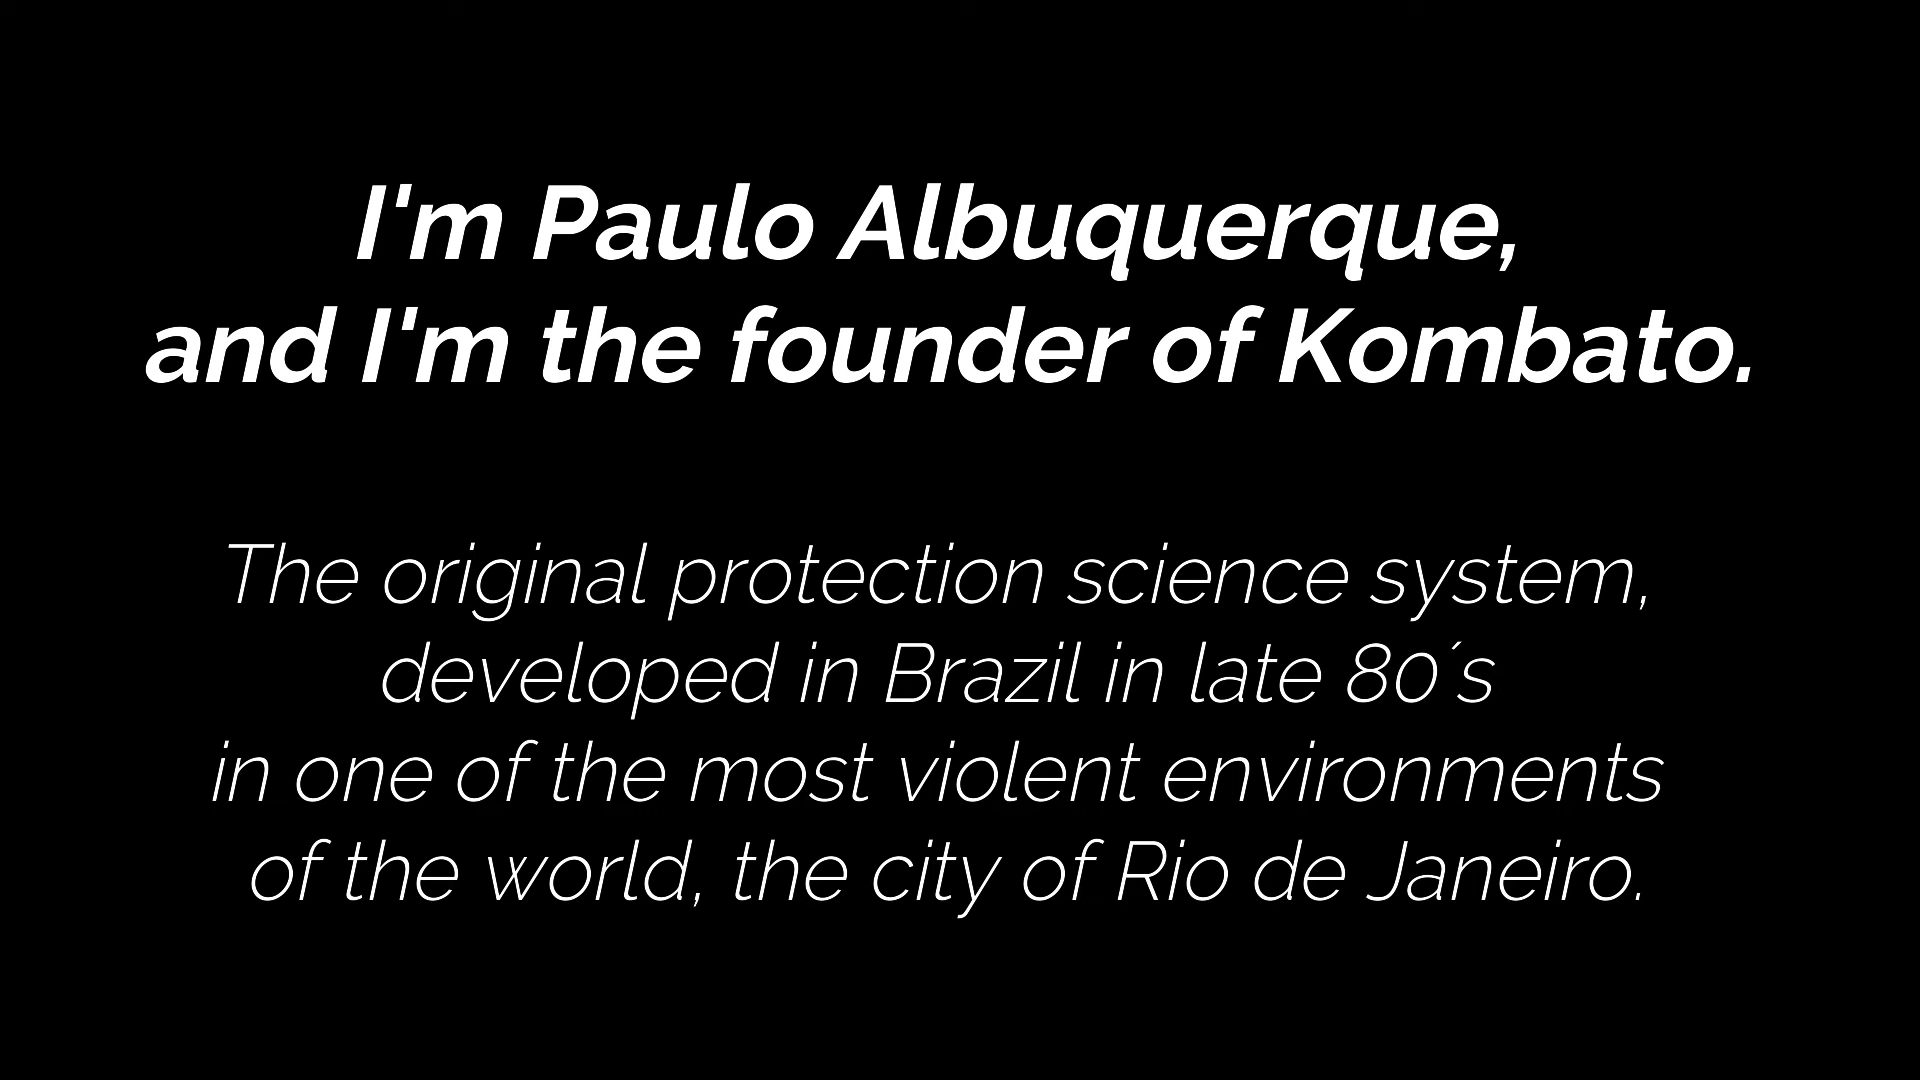 I'm Paulo Albuquerque,
and I'm the founder of Kombato.
The original protection science system,
developed in Brazil in late 80´s
in one of the most violent environments
of the world, the city of Rio de Janeiro.